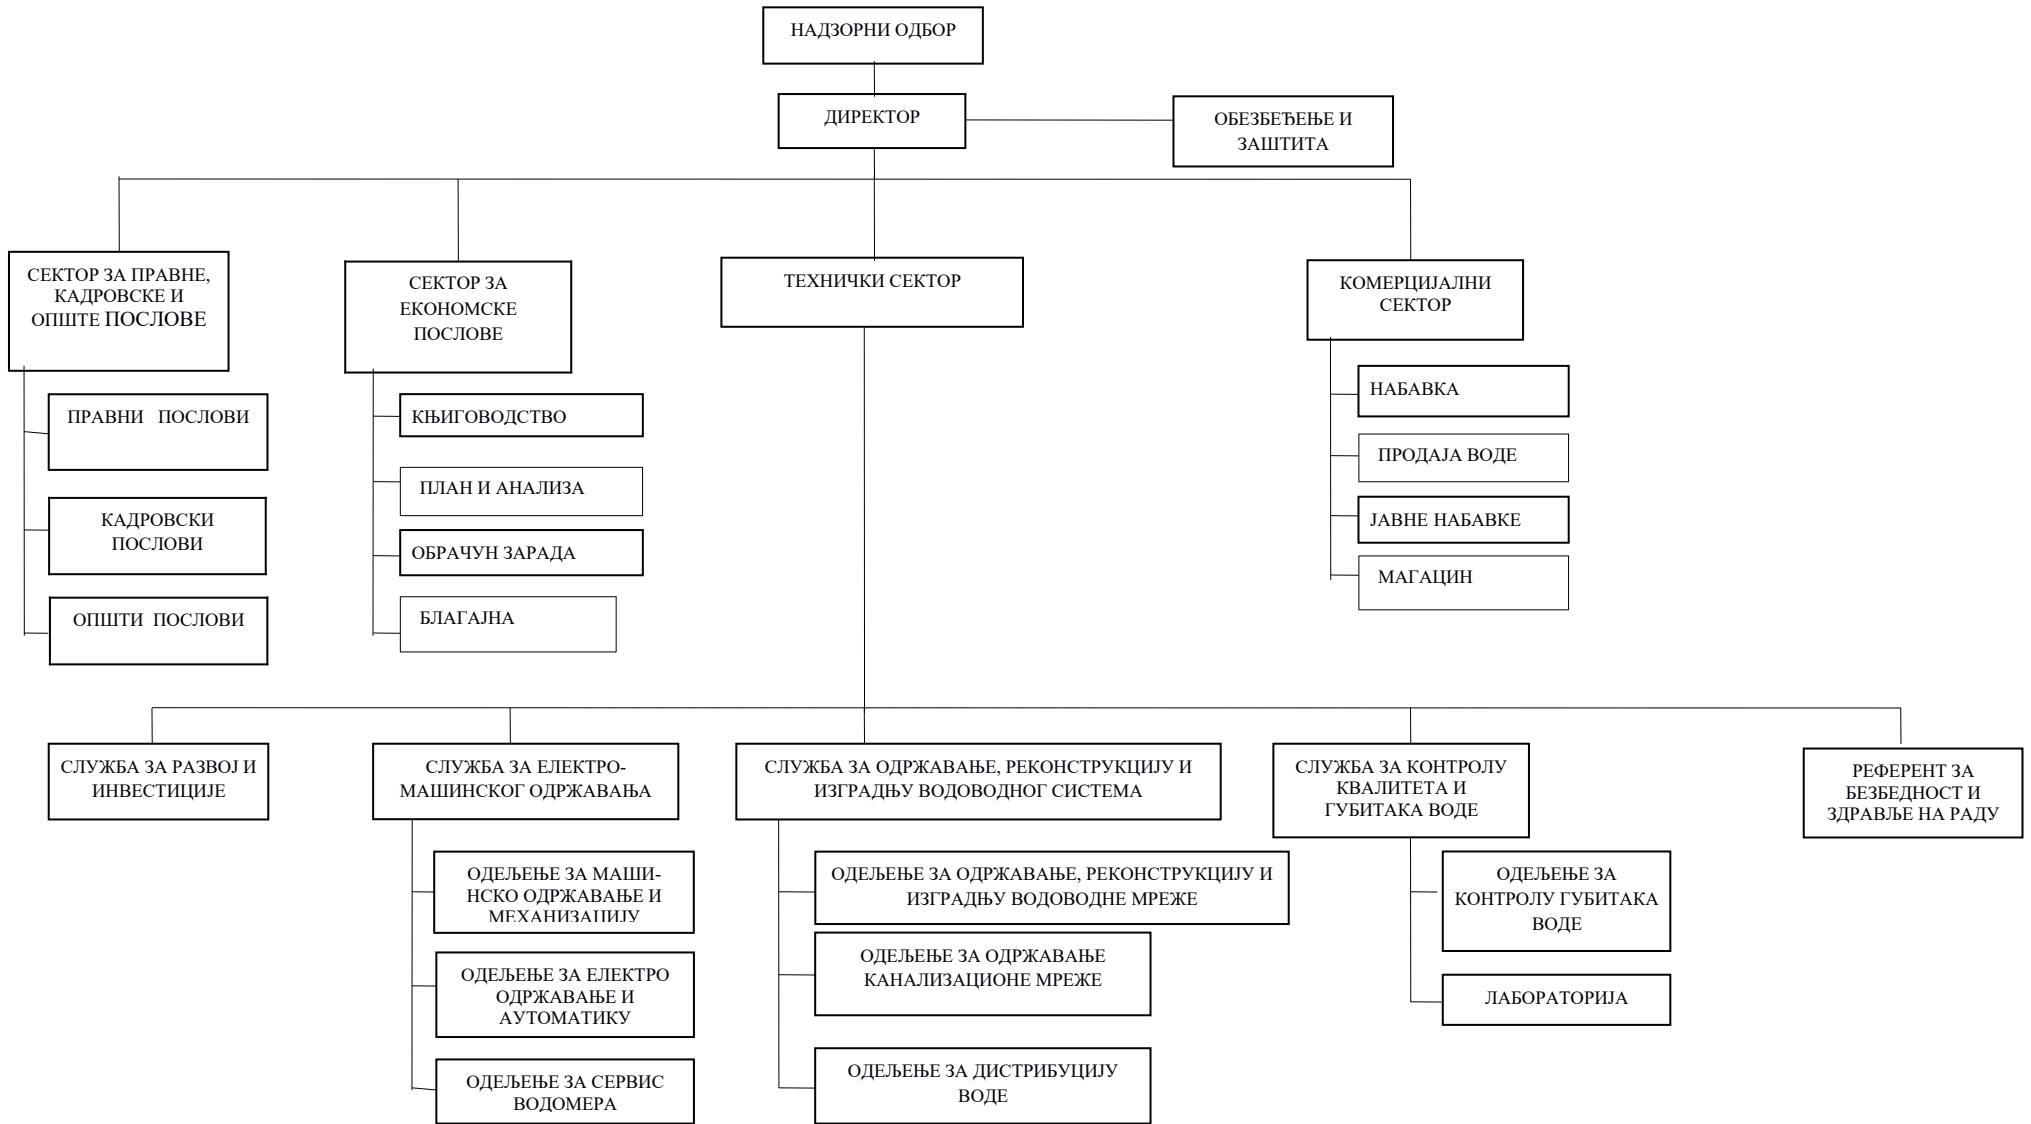 НАДЗОРНИ ОДБОР
ДИРЕКТОР
ОБЕЗБЕЂЕЊЕ И
ЗАШТИТА
СЕКТОР ЗА ПРАВНЕ,
КАДРОВСКЕ И
ОПШТЕ ПОСЛОВЕ
СЕКТОР ЗА
ЕКОНОМСКЕ
ПОСЛОВЕ
ТЕХНИЧКИ СЕКТОР
КОМЕРЦИЈАЛНИ
СЕКТОР
ПРАВНИ ПОСЛОВИ
КАДРОВСКИ
ПОСЛОВИ
ОПШТИ ПОСЛОВИ
КЊИГОВОДСТВО
ПЛАН И АНАЛИЗА
ОБРАЧУН ЗАРАДА
БЛАГАЈНА
НАБАВКА
ПРОДАЈА ВОДЕ
ЈАВНЕ НАБАВКЕ
МАГАЦИН
СЛУЖБА ЗА РАЗВОЈ И
ИНВЕСТИЦИЈЕ
СЛУЖБА ЗА ЕЛЕКТРО-
МАШИНСКОГ ОДРЖАВАЊА
СЛУЖБА ЗА ОДРЖАВАЊЕ, РЕКОНСТРУКЦИЈУ И
ИЗГРАДЊУ ВОДОВОДНОГ СИСТЕМА
СЛУЖБА ЗА КОНТРОЛУ
КВАЛИТЕТА И
ГУБИТАКА ВОДЕ
РЕФЕРЕНТ ЗА
БЕЗБЕДНОСТ И
ЗДРАВЉЕ НА РАДУ
ОДЕЉЕЊЕ ЗА МАШИ-
НСКО ОДРЖАВАЊЕ И
МЕХАНИЗАЦИЈУ
ОДЕЉЕЊЕ ЗА ЕЛЕКТРО
ОДРЖАВАЊЕ И
АУТОМАТИКУ
ОДЕЉЕЊЕ ЗА СЕРВИС
ВОДОМЕРА
ОДЕЉЕЊЕ ЗА ОДРЖАВАЊЕ, РЕКОНСТРУКЦИЈУ И
ИЗГРАДЊУ ВОДОВОДНЕ МРЕЖЕ
ОДЕЉЕЊЕ ЗА ОДРЖАВАЊЕ
КАНАЛИЗАЦИОНЕ МРЕЖЕ
ОДЕЉЕЊЕ ЗА ДИСТРИБУЦИЈУ
ВОДЕ
ОДЕЉЕЊЕ ЗА
КОНТРОЛУ ГУБИТАКА
ВОДЕ
ЛАБОРАТОРИЈА